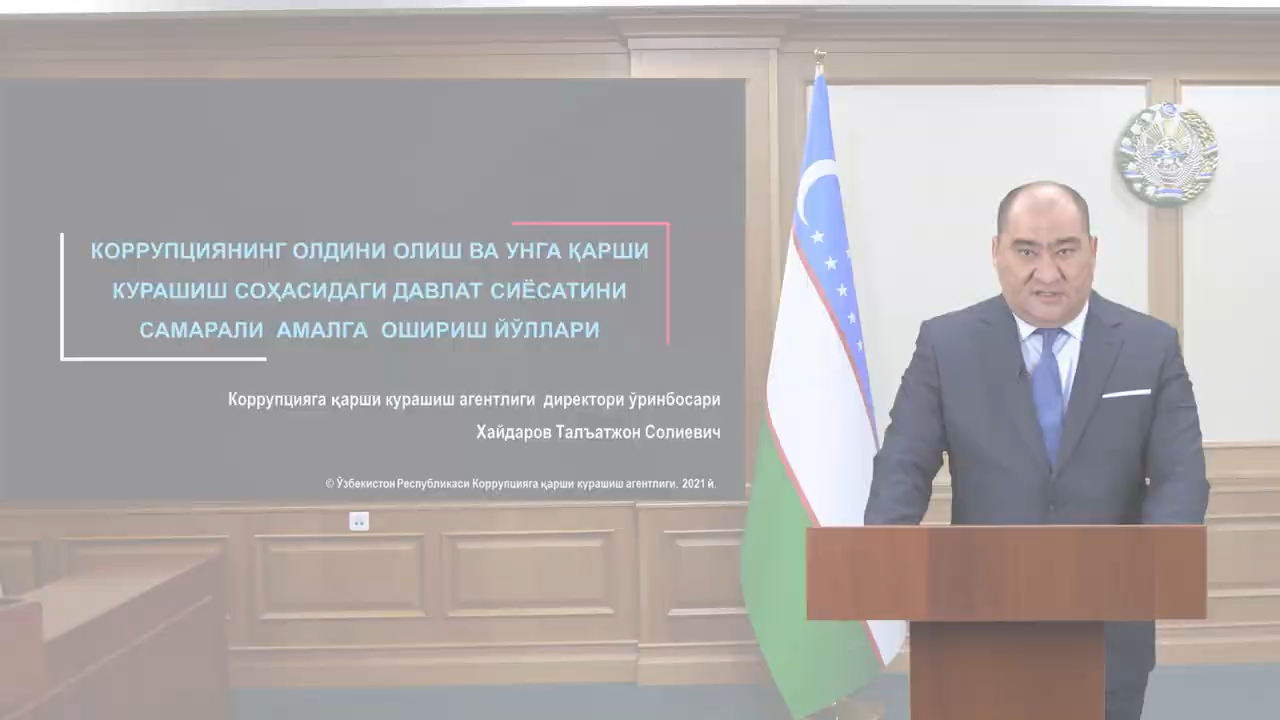 КОРРУПЦИЯНИНГ ОЛДИНИ ОЛИШ ВА УНГА ҚАРШИ
КУРАШИШ СОҲАСИДАГИ ДАВЛАТ СИЁСАТИНИ
САМАРАЛИ АМАЛГА ОШИРИШ ЙЎЛЛАРИ
Коррупцияга қарши курашиш агентлиги директори ўринбосари
Хайдаров Талъатжон Солиевич
© Ўзбекистон Республикаси Коррупцияга қарши курашиш агентлиги. 2021 й.